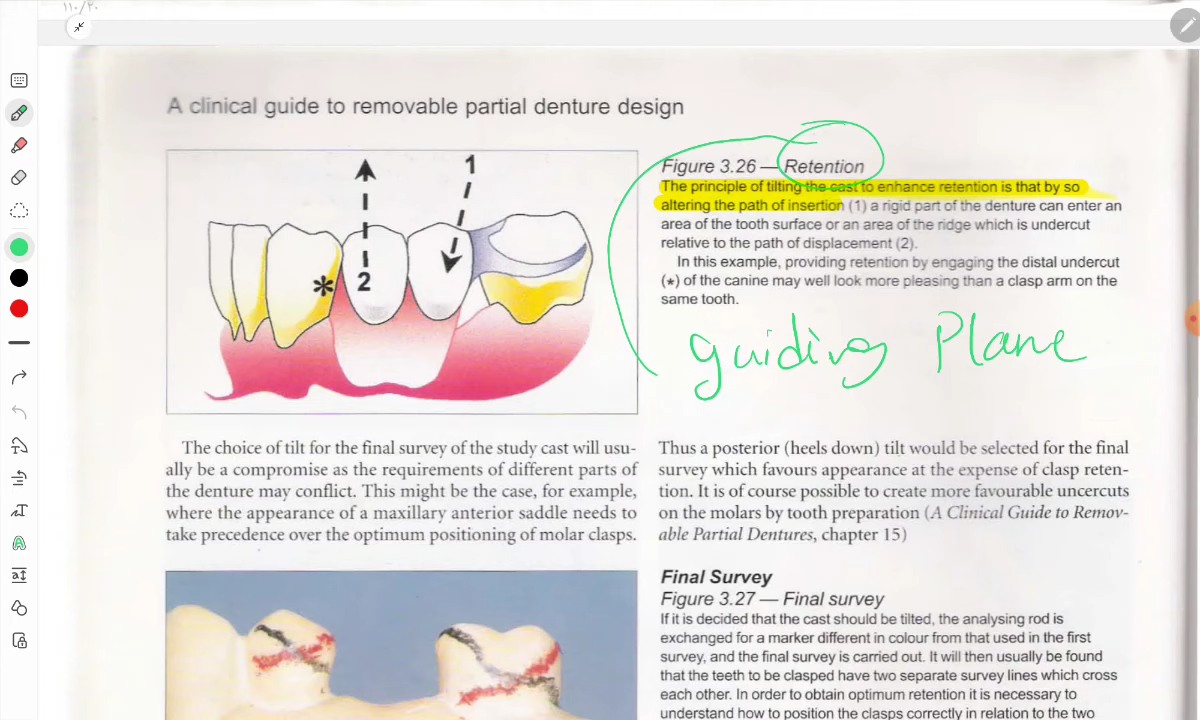 ١١٠/٢٠
A clinical guide to removable partial denture design
1
2
*
Figure 3.26 — Retention
The principle of tilting the cast to enhance retention is that by so
altering the path of insertion (1) a rigid part of the denture can enter an
area of the tooth surface or an area of the ridge which is undercut
relative to the path of displacement (2).
In this example, providing retention by engaging the distal undercut
(*) of the canine may well look more pleasing than a clasp arm on the
same tooth.
guiding Plane
The choice of tilt for the final survey of the study cast will usu-
ally be a compromise as the requirements of different parts of
the denture may conflict. This might be the case, for example,
where the appearance of a maxillary anterior saddle needs to
take precedence over the optimum positioning of molar clasps.
Thus a posterior (heels down) tilt would be selected for the final
survey which favours appearance at the expense of clasp reten-
tion. It is of course possible to create more favourable uncercuts
on the molars by tooth preparation (A Clinical Guide to Remov-
able Partial Dentures, chapter 15)
Final Survey
Figure 3.27 — Final survey
If it is decided that the cast should be tilted, the analysing rod is
exchanged for a marker different in colour from that used in the first
survey, and the final survey is carried out. It will then usually be found
that the teeth to be clasped have two separate survey lines which cross
each other. In order to obtain optimum retention it is necessary to
understand how to position the clasps correctly in relation to the two